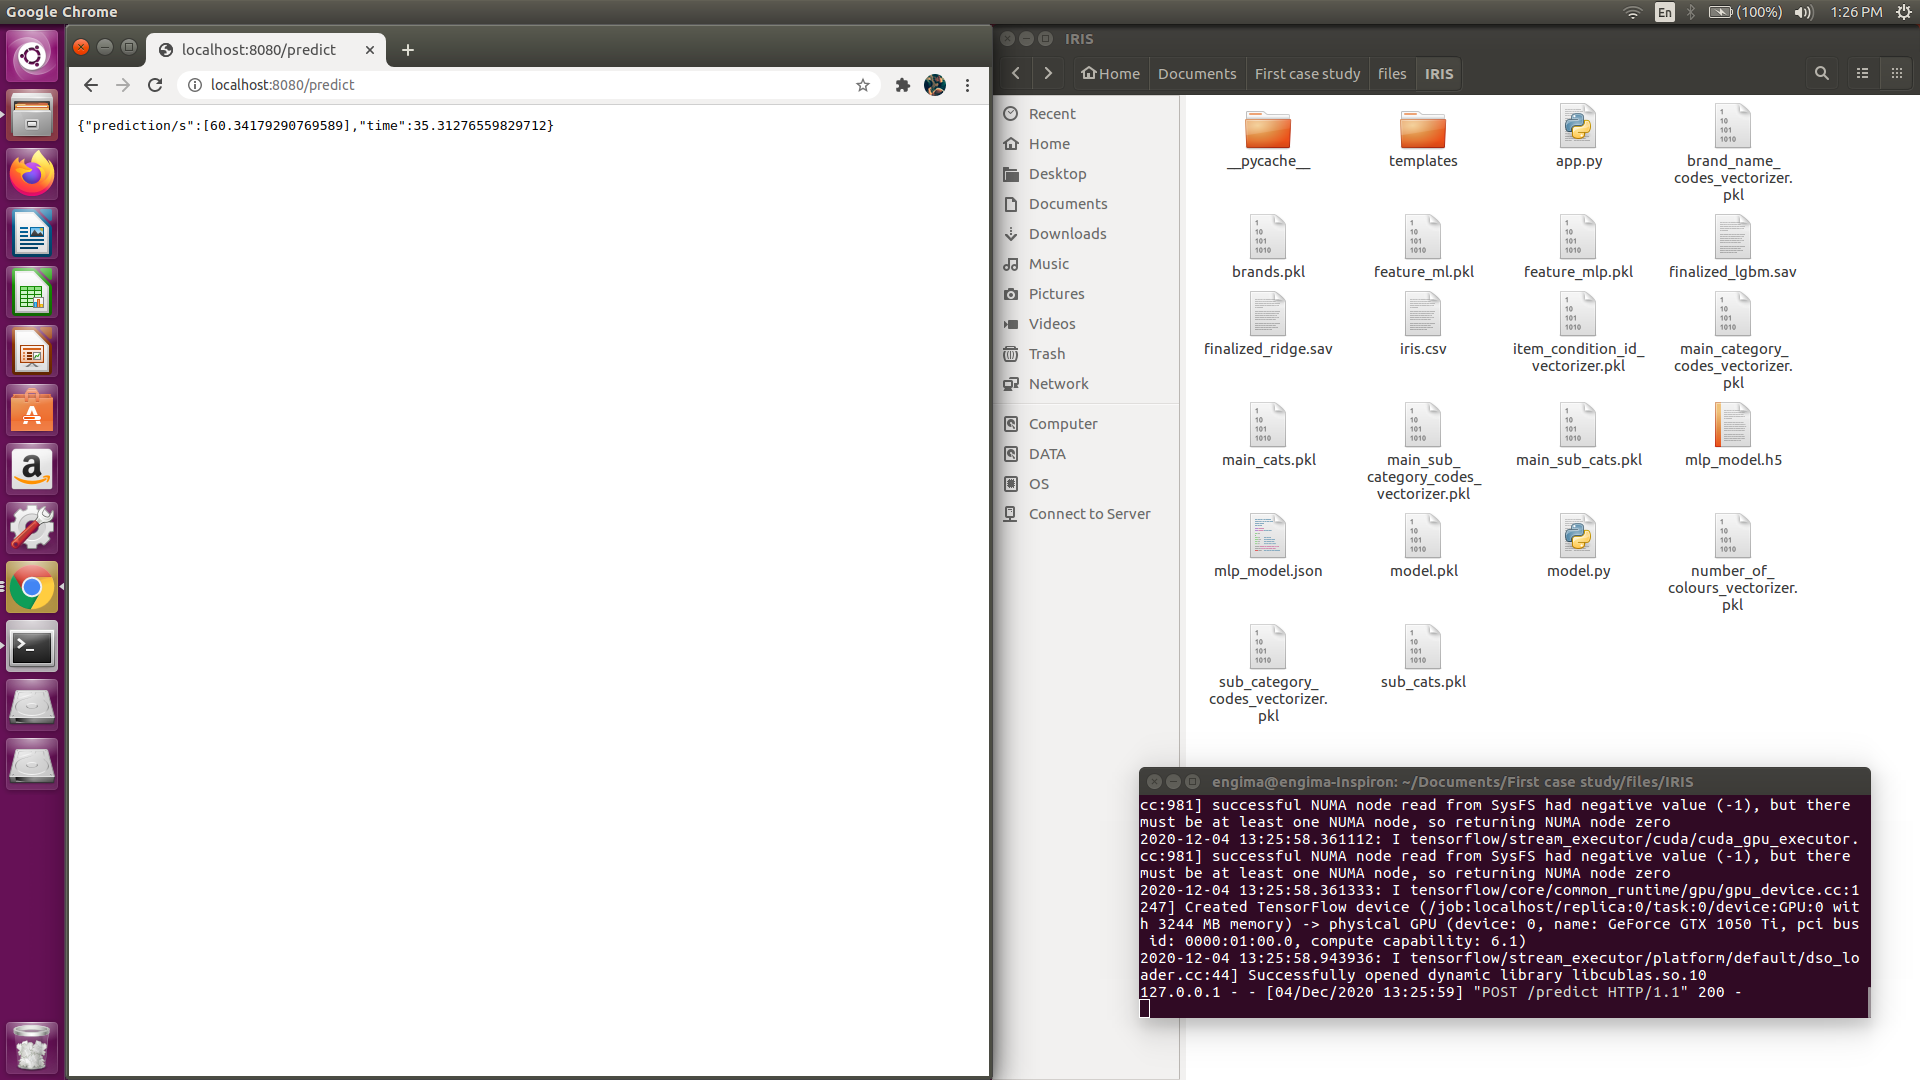 Google Chrome
En
(100%)
1:26 PM
localhost:8080/predict
localhost:8080/predict
{"prediction/s":[60.34179290769589],"time":35.31276559829712}
IRIS
Home
Documents
First case study
files
IRIS
Recent
Home
Desktop
Documents
Downloads
Music
Pictures
Videos
Trash
Network
Computer
DATA
OS
Connect to Server
__pycache__
templates
app.py
brand_name_
codes_vectorizer.
pkl
brands.pkl
feature_ml.pkl
feature_mlp.pkl
finalized_lgbm.sav
finalized_ridge.sav
iris.csv
item_condition_id_
vectorizer.pkl
main_category_
codes_vectorizer.
pkl
main_cats.pkl
main_sub_
category_codes_
vectorizer.pkl
main_sub_cats.pkl
mlp_model.h5
mlp_model.json
model.pkl
model.py
number_of_
colours_vectorizer.
pkl
sub_category_
codes_vectorizer.
pkl
sub_cats.pkl
engima@engima-Inspiron: ~/Documents/First case study/files/IRIS
cc:981] successful NUMA node read from SysFS had negative value (-1), but there
must be at least one NUMA node, so returning NUMA node zero
2020-12-04 13:25:58.361112: I tensorflow/stream_executor/cuda/cuda_gpu_executor.
cc:981] successful NUMA node read from SysFS had negative value (-1), but there
must be at least one NUMA node, so returning NUMA node zero
2020-12-04 13:25:58.361333: I tensorflow/core/common_runtime/gpu/gpu_device.cc:1
247] Created TensorFlow device (/job:localhost/replica:0/task:0/device:GPU:0 wit
h 3244 MB memory) -> physical GPU (device: 0, name: GeForce GTX 1050 Ti, pci bus
id: 0000:01:00.0, compute capability: 6.1)
2020-12-04 13:25:58.943936: I tensorflow/stream_executor/platform/default/dso_lo
ader.cc:44] Successfully opened dynamic library libcublas.so.10
127.0.0.1 - - [04/Dec/2020 13:25:59] "POST /predict HTTP/1.1" 200 -